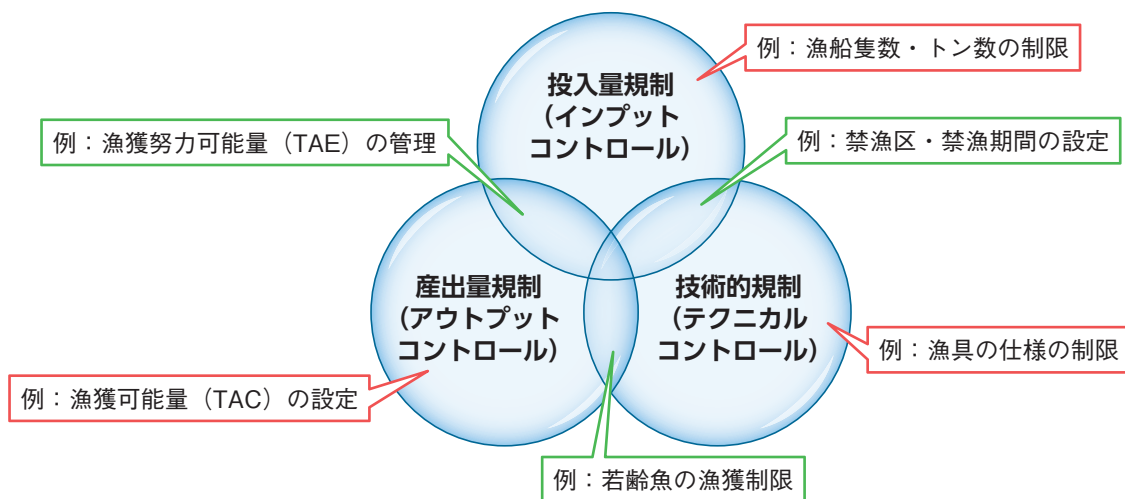 例：漁船隻数・トン数の制限
投入量規制
（インプット
コントロール）
例：漁獲努力可能量（TAE）の管理
例：禁漁区・禁漁期間の設定
産出量規制
（アウトプット
コントロール）
技術的規制
（テクニカル
コントロール）
例：漁具の仕様の制限
例：漁獲可能量（TAC）の設定
例：若齢魚の漁獲制限